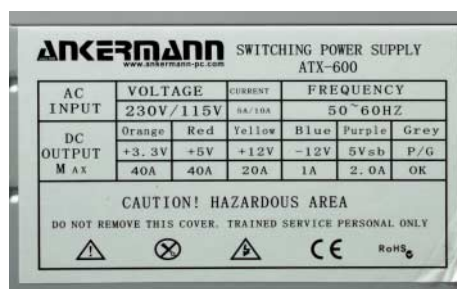 ANKERMANN SWITCHING POWER SUPPLY
www.ankermann-pc.com ATX-600
AC INPUT VOLTAGE CURRENT FREQUENCY
230V/115V 5A/10A 50~60HZ
DC OUTPUT MAX Orange Red Yellow Blue Purple Grey
+3.3V +5V +12V -12V 5Vsb P/G
40A 40A 20A 1A 2.0A OK
CAUTION! HAZARDOUS AREA
DO NOT REMOVE THIS COVER. TRAINED SERVICE PERSONAL ONLY
CE RoHS